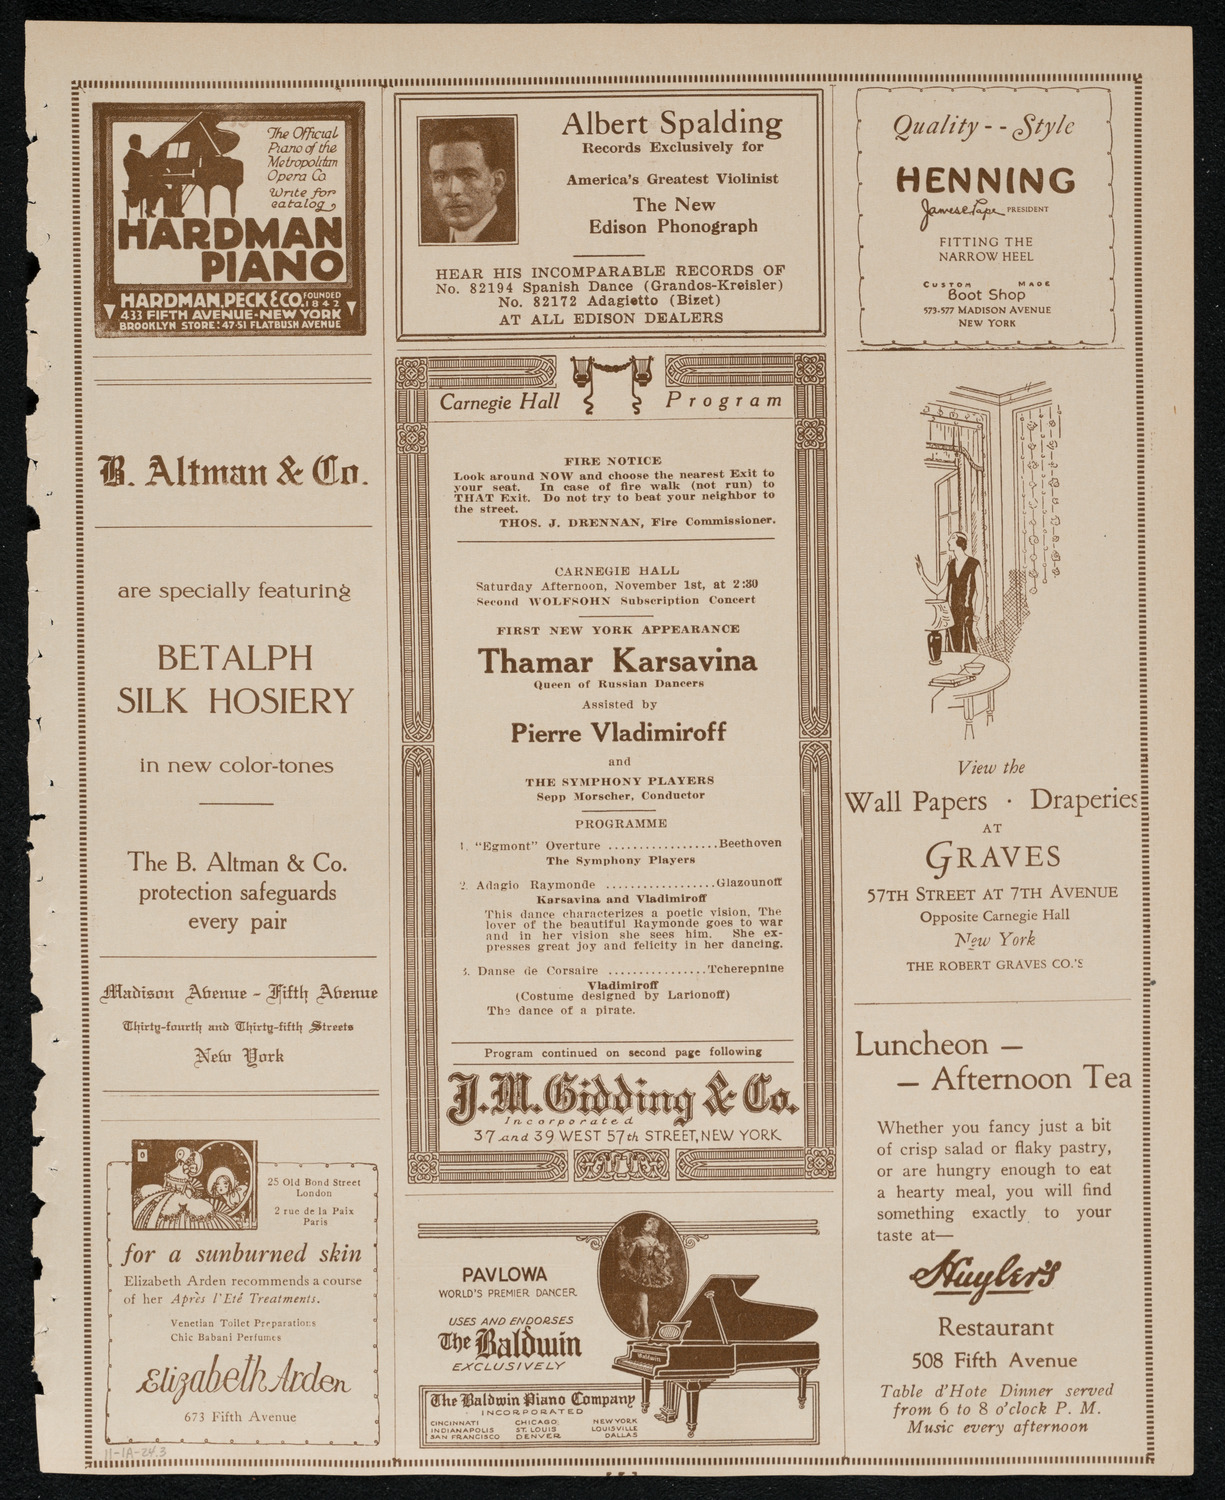 The Official
Piano of the
Metropolitan
Opera Co.
Write for
catalog
HARDMAN
PIANO
HARDMAN, PECK & CO. FOUNDED 1842
433 FIFTH AVENUE-NEW YORK
BROOKLYN STORE: 47-51 FLATBUSH AVENUE
B. Altman & Co.
are specially featuring
BETALPH
SILK HOSIERY
in new color-tones
The B. Altman & Co.
protection safeguards
every pair
Madison Avenue - Fifth Avenue
Thirty-fourth and Thirty-fifth Streets
New York
25 Old Bond Street
London
2 rue de la Paix
Paris
for a sunburned skin
Elizabeth Arden recommends a course
of her Après l'Eté Treatments.
Venetian Toilet Preparations
Chic Babani Perfumes
Elizabeth Arden
673 Fifth Avenue
11-1A-24.3
Albert Spalding
Records Exclusively for
America's Greatest Violinist
The New
Edison Phonograph
HEAR HIS INCOMPARABLE RECORDS OF
No. 82194 Spanish Dance (Grandos-Kreisler)
No. 82172 Adagietto (Bizet)
AT ALL EDISON DEALERS
Carnegie Hall Program
FIRE NOTICE
Look around NOW and choose the nearest Exit to
your seat. In case of fire walk (not run) to
THAT Exit. Do not try to beat your neighbor to
the street.
THOS. J. DRENNAN, Fire Commissioner.
CARNEGIE HALL
Saturday Afternoon, November 1st, at 2:30
Second WOLFSOHN Subscription Concert
FIRST NEW YORK APPEARANCE
Thamar Karsavina
Queen of Russian Dancers
Assisted by
Pierre Vladimiroff
and
THE SYMPHONY PLAYERS
Sepp Morscher, Conductor
PROGRAMME
1. "Egmont" Overture .................Beethoven
The Symphony Players
2. Adagio Raymonde .................Glazounoff
Karsavina and Vladimiroff
This dance characterizes a poetic vision. The
lover of the beautiful Raymonde goes to war
and in her vision she sees him. She ex-
presses great joy and felicity in her dancing.
3. Danse de Corsaire ................Tcherepnine
Vladimiroff
(Costume designed by Larionoff)
The dance of a pirate.
Program continued on second page following
J. M. Gidding & Co.
Incorporated
37 and 39 WEST 57th STREET, NEW YORK
PAVLOWA
WORLD'S PREMIER DANCER
USES AND ENDORSES
The Baldwin
EXCLUSIVELY
Baldwin
The Baldwin Piano Company
INCORPORATED
CINCINNATI CHICAGO NEW YORK
INDIANAPOLIS ST. LOUIS LOUISVILLE
SAN FRANCISCO DENVER DALLAS
Quality -- Style
HENNING
James E. Pape PRESIDENT
FITTING THE
NARROW HEEL
CUSTOM MADE
Boot Shop
573-577 MADISON AVENUE
NEW YORK
View the
Wall Papers · Draperies
AT
GRAVES
57TH STREET AT 7TH AVENUE
Opposite Carnegie Hall
New York
THE ROBERT GRAVES CO.'S
Luncheon —
— Afternoon Tea
Whether you fancy just a bit
of crisp salad or flaky pastry,
or are hungry enough to eat
a hearty meal, you will find
something exactly to your
taste at—
Huyler's
Restaurant
508 Fifth Avenue
Table d'Hote Dinner served
from 6 to 8 o'clock P. M.
Music every afternoon